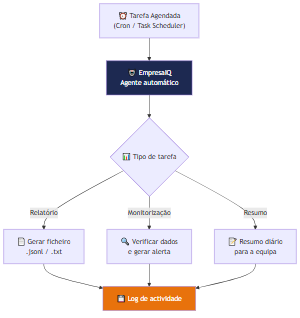 Tarefa Agendada
(Cron / Task Scheduler)
EmpresaIQ
Agente automático
Tipo de tarefa
Relatório
Monitorização
Resumo
Gerar ficheiro
.jsonl / .txt
Verificar dados
e gerar alerta
Resumo diário
para a equipa
Log de actividade